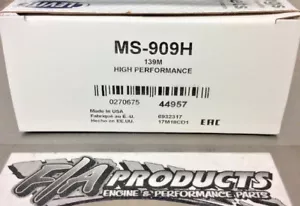 MS-909H
139M
HIGH PERFORMANCE
0270675 44957
Made in USA
Fabriqué en E.-U. 8932317
Hecho en EE.UU. 17M18CO1
EAC
F/A PRODUCTS
ENGINE & PERFORMANCE PARTS